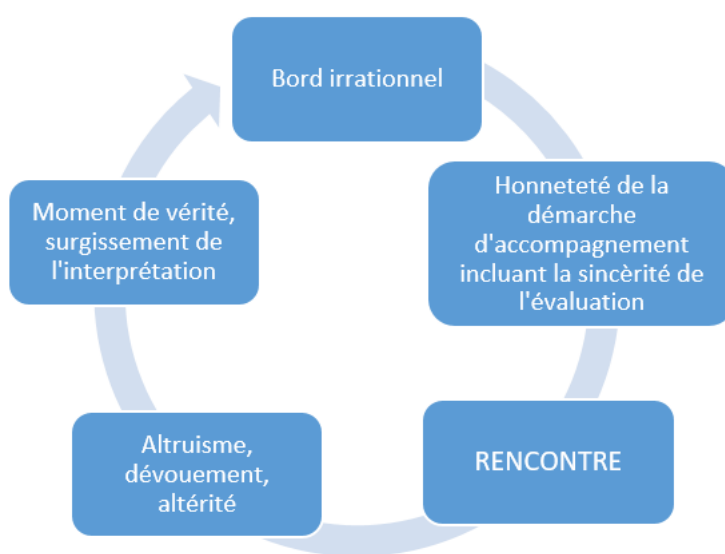 Bord irrationnel
Honneteté de la
démarche
d'accompagnement
incluant la sincèrité de
l'évaluation
RENCONTRE
Altruisme,
dévouement,
altérité
Moment de vérité,
surgissement de
l'interprétation